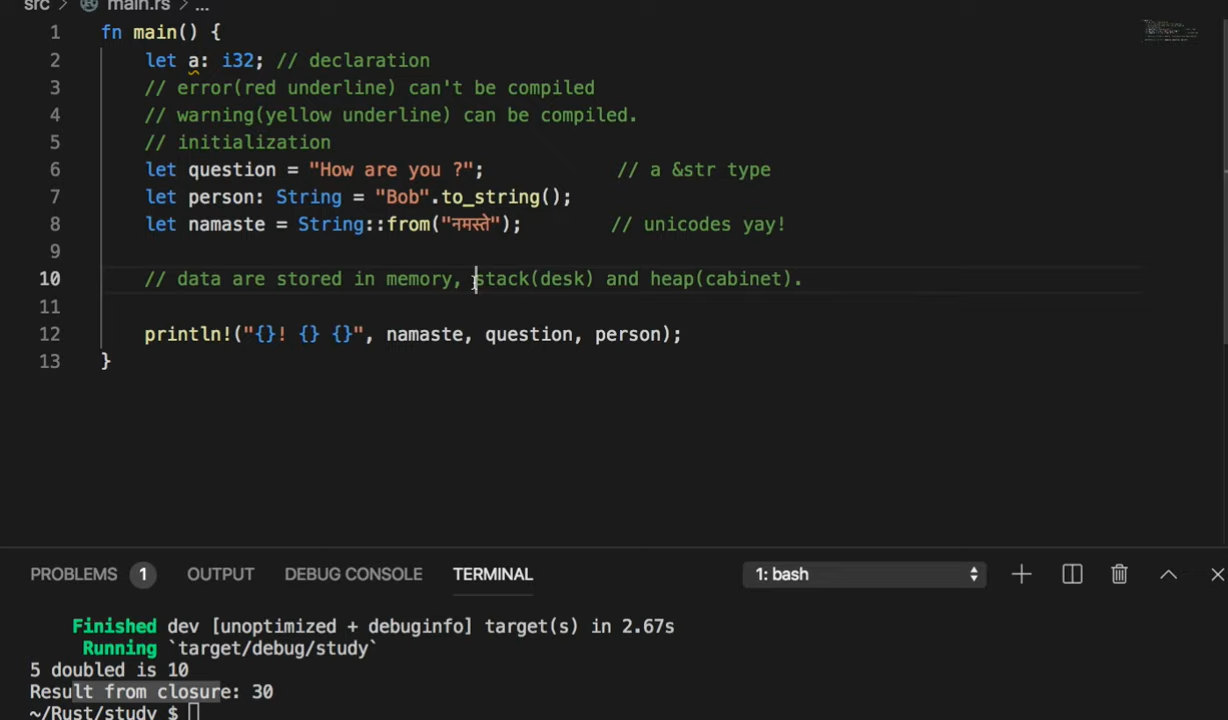 src > main.rs > ...
1 fn main() {
2 let a: i32; // declaration
3 // error(red underline) can't be compiled
4 // warning(yellow underline) can be compiled.
5 // initialization
6 let question = "How are you ?"; // a &str type
7 let person: String = "Bob".to_string();
8 let namaste = String::from("नमस्ते"); // unicodes yay!
9
10 // data are stored in memory, stack(desk) and heap(cabinet).
11
12 println!("{}! {} {}", namaste, question, person);
13 }
PROBLEMS 1 OUTPUT DEBUG CONSOLE TERMINAL 1: bash
Finished dev [unoptimized + debuginfo] target(s) in 2.67s
Running `target/debug/study`
5 doubled is 10
Result from closure: 30
~/Rust/study $